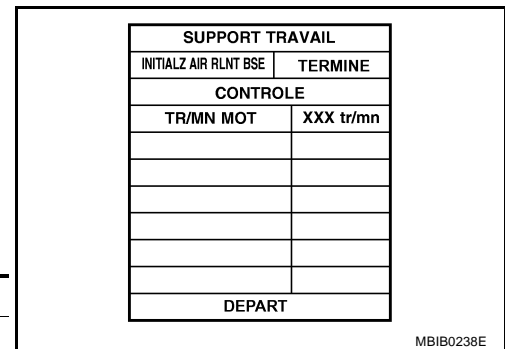 SUPPORT TRAVAIL
INITIALZ AIR RLNT BSE TERMINE
CONTROLE
TR/MN MOT XXX tr/mn
DEPART
MBIB0238E